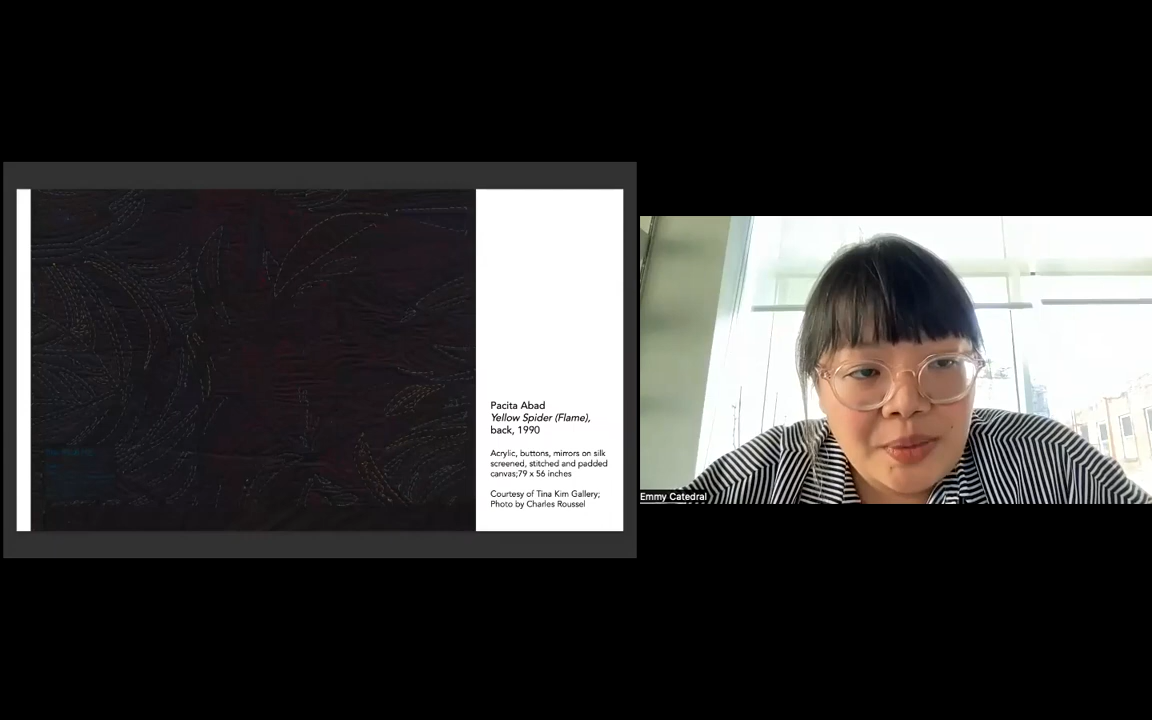 Pacita Abad
Yellow Spider (Flame),
back, 1990
Acrylic, buttons, mirrors on silk
screened, stitched and padded
canvas;79 x 56 inches
Courtesy of Tina Kim Gallery;
Photo by Charles Roussel
Emmy Catedral